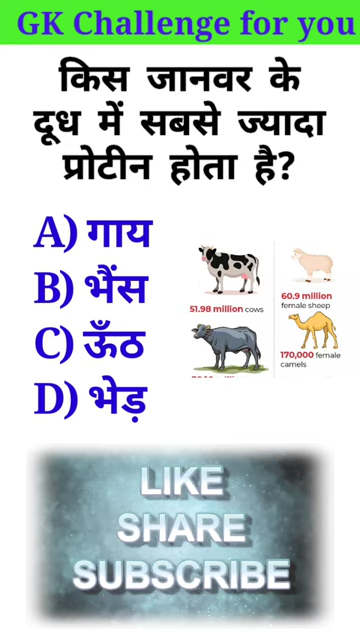 GK Challenge for you
किस जानवर के
दूध में सबसे ज्यादा
प्रोटीन होता है?
A) गाय
B) भैंस
C) ऊँठ
D) भेड़
51.98 million cows
60.9 million
female sheep
170,000 female
camels
LIKE
SHARE
SUBSCRIBE